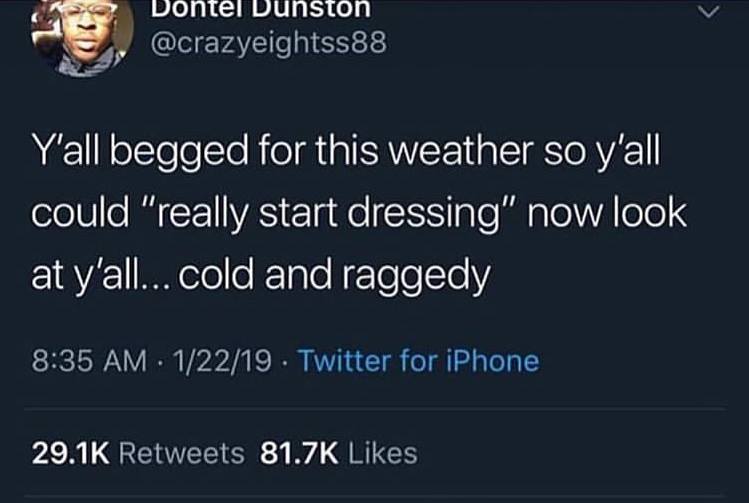 Dontel Dunston
@crazyeightss88
Y'all begged for this weather so y'all
could "really start dressing" now look
at y'all... cold and raggedy
8:35 AM · 1/22/19 · Twitter for iPhone
29.1K Retweets 81.7K Likes